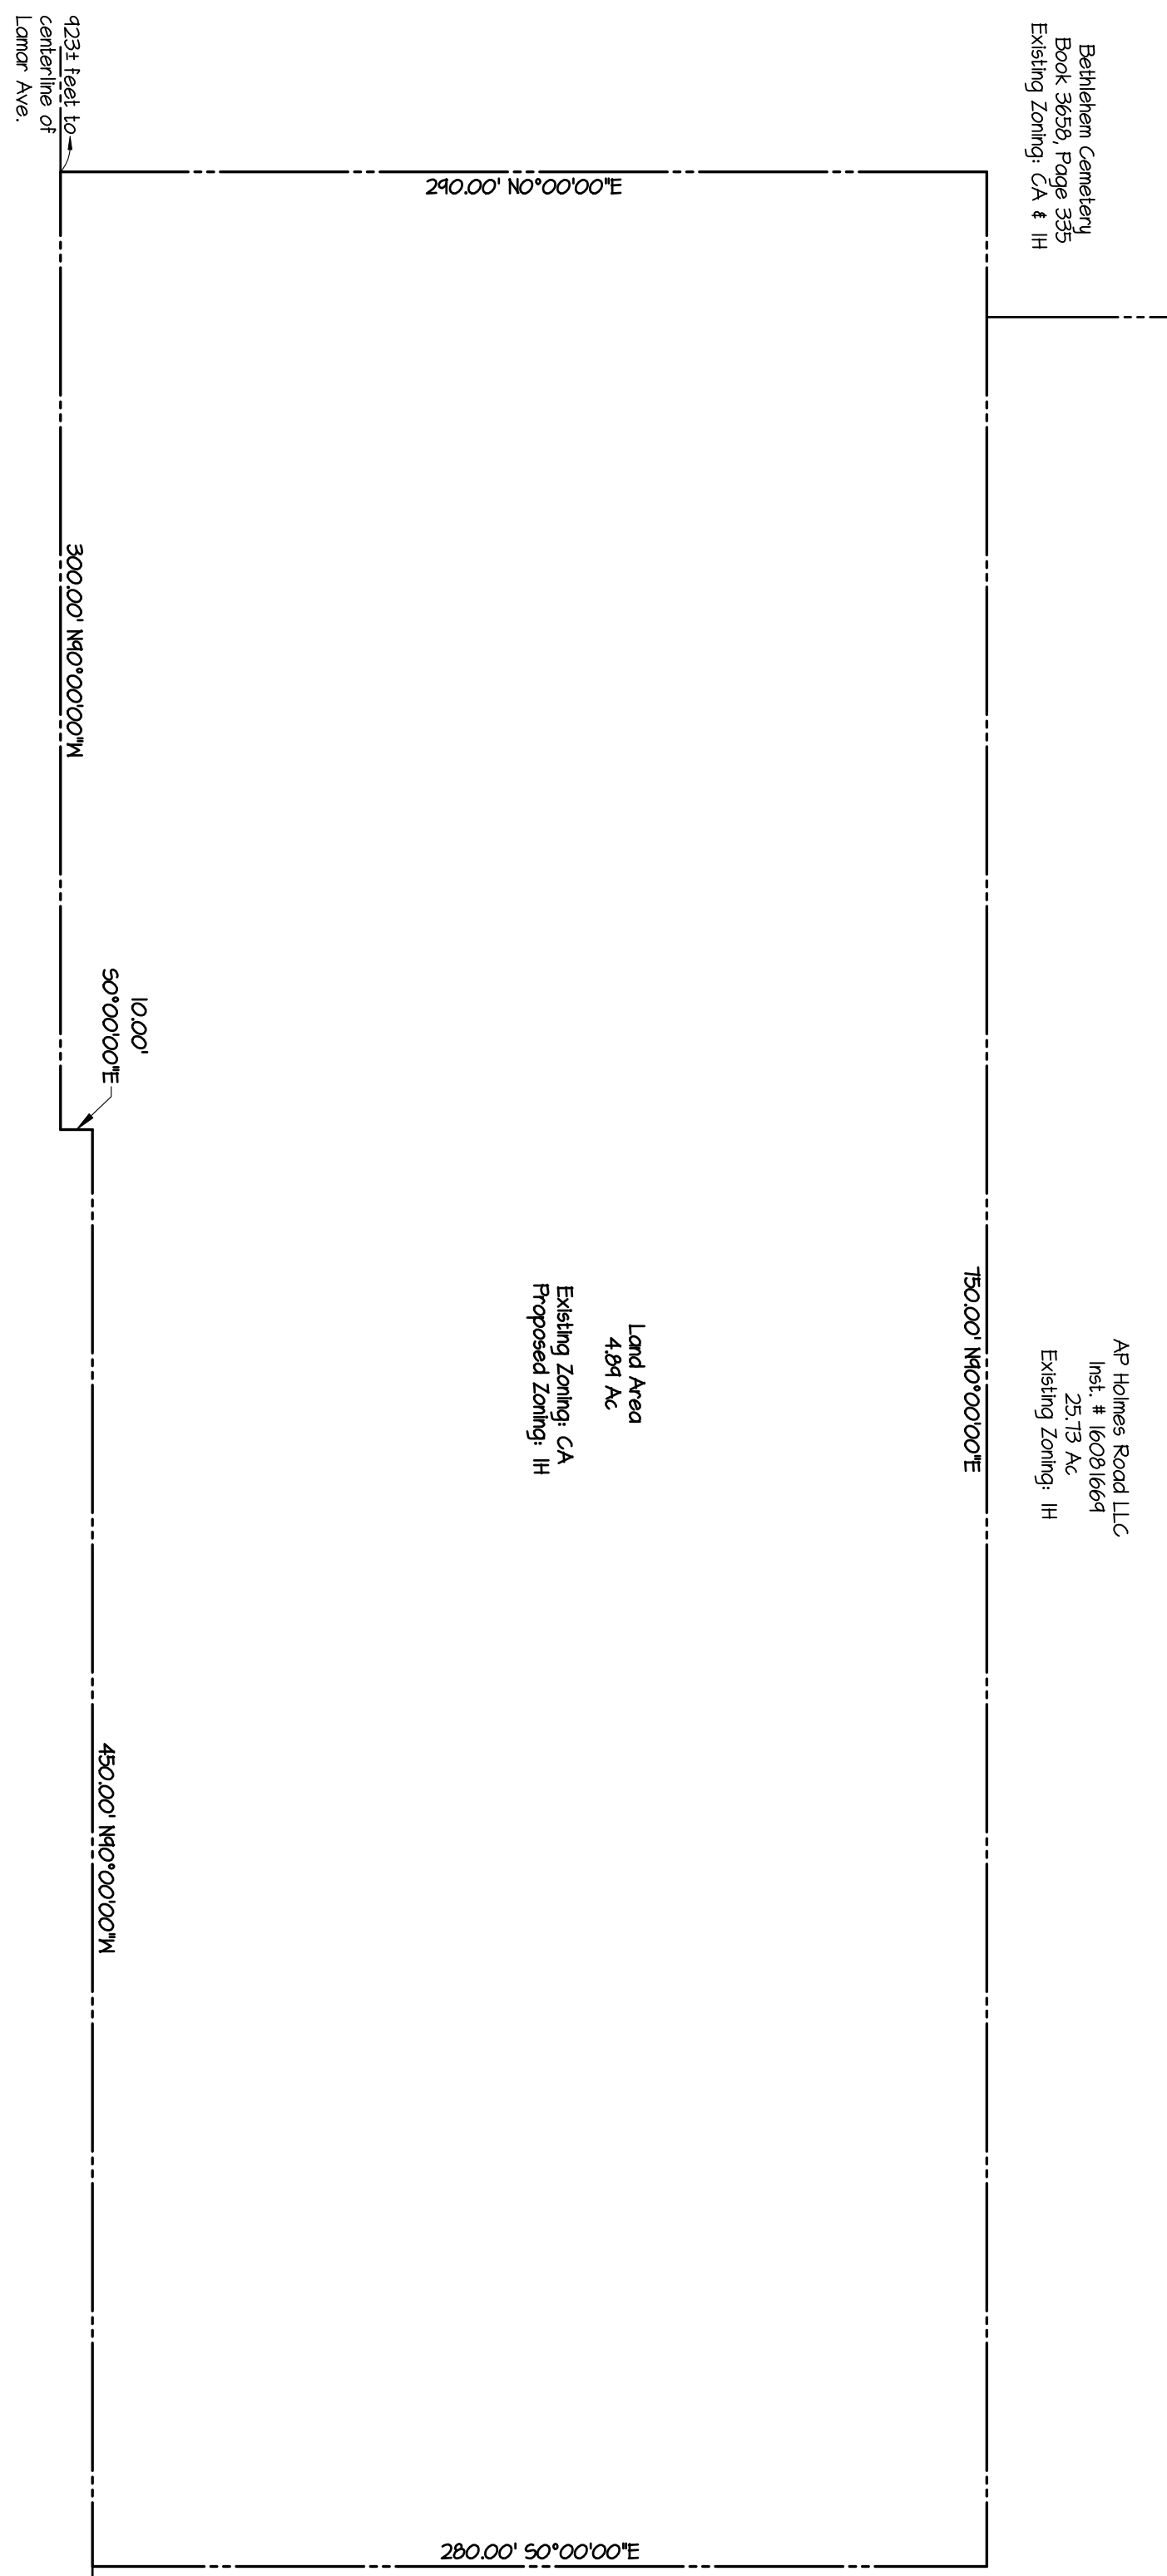 Bethlehem Cemetery
Book 3658, Page 335
Existing Zoning: CA & IH
AP Holmes Road LLC
Inst. # 16081669
25.73 Ac
Existing Zoning: IH
750.00' N90°00'00"E
290.00' N0°00'00"E
Land Area
4.89 Ac
Existing Zoning: CA
Proposed Zoning: IH
280.00' S0°00'00"E
10.00'
S0°00'00"E
450.00' N90°00'00"W
300.00' N90°00'00"W
923± feet to
centerline of
Lamar Ave.